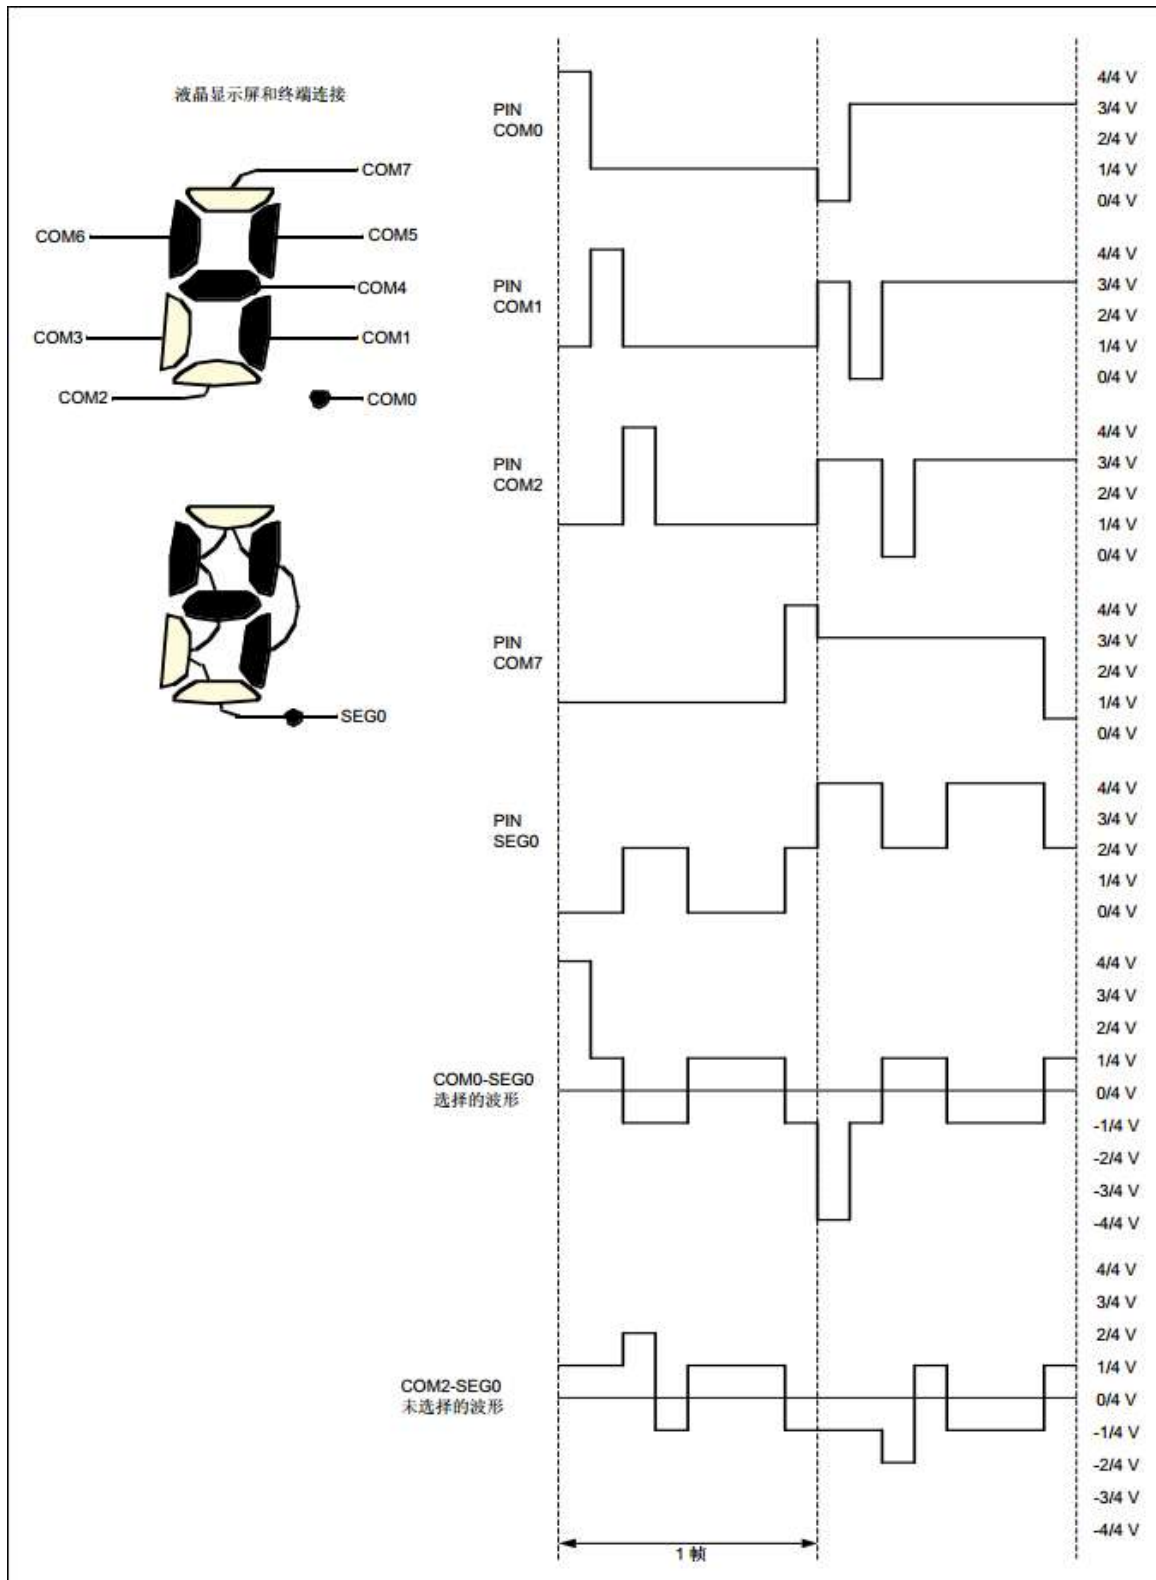 液晶显示屏和终端连接
COM7
COM6
COM5
COM4
COM3
COM1
COM2
COM0
SEG0
PIN
COM0
4/4 V
3/4 V
2/4 V
1/4 V
0/4 V
PIN
COM1
4/4 V
3/4 V
2/4 V
1/4 V
0/4 V
PIN
COM2
4/4 V
3/4 V
2/4 V
1/4 V
0/4 V
PIN
COM7
4/4 V
3/4 V
2/4 V
1/4 V
0/4 V
PIN
SEG0
4/4 V
3/4 V
2/4 V
1/4 V
0/4 V
COM0-SEG0
选择的波形
4/4 V
3/4 V
2/4 V
1/4 V
0/4 V
-1/4 V
-2/4 V
-3/4 V
-4/4 V
COM2-SEG0
未选择的波形
4/4 V
3/4 V
2/4 V
1/4 V
0/4 V
-1/4 V
-2/4 V
-3/4 V
-4/4 V
1 帧